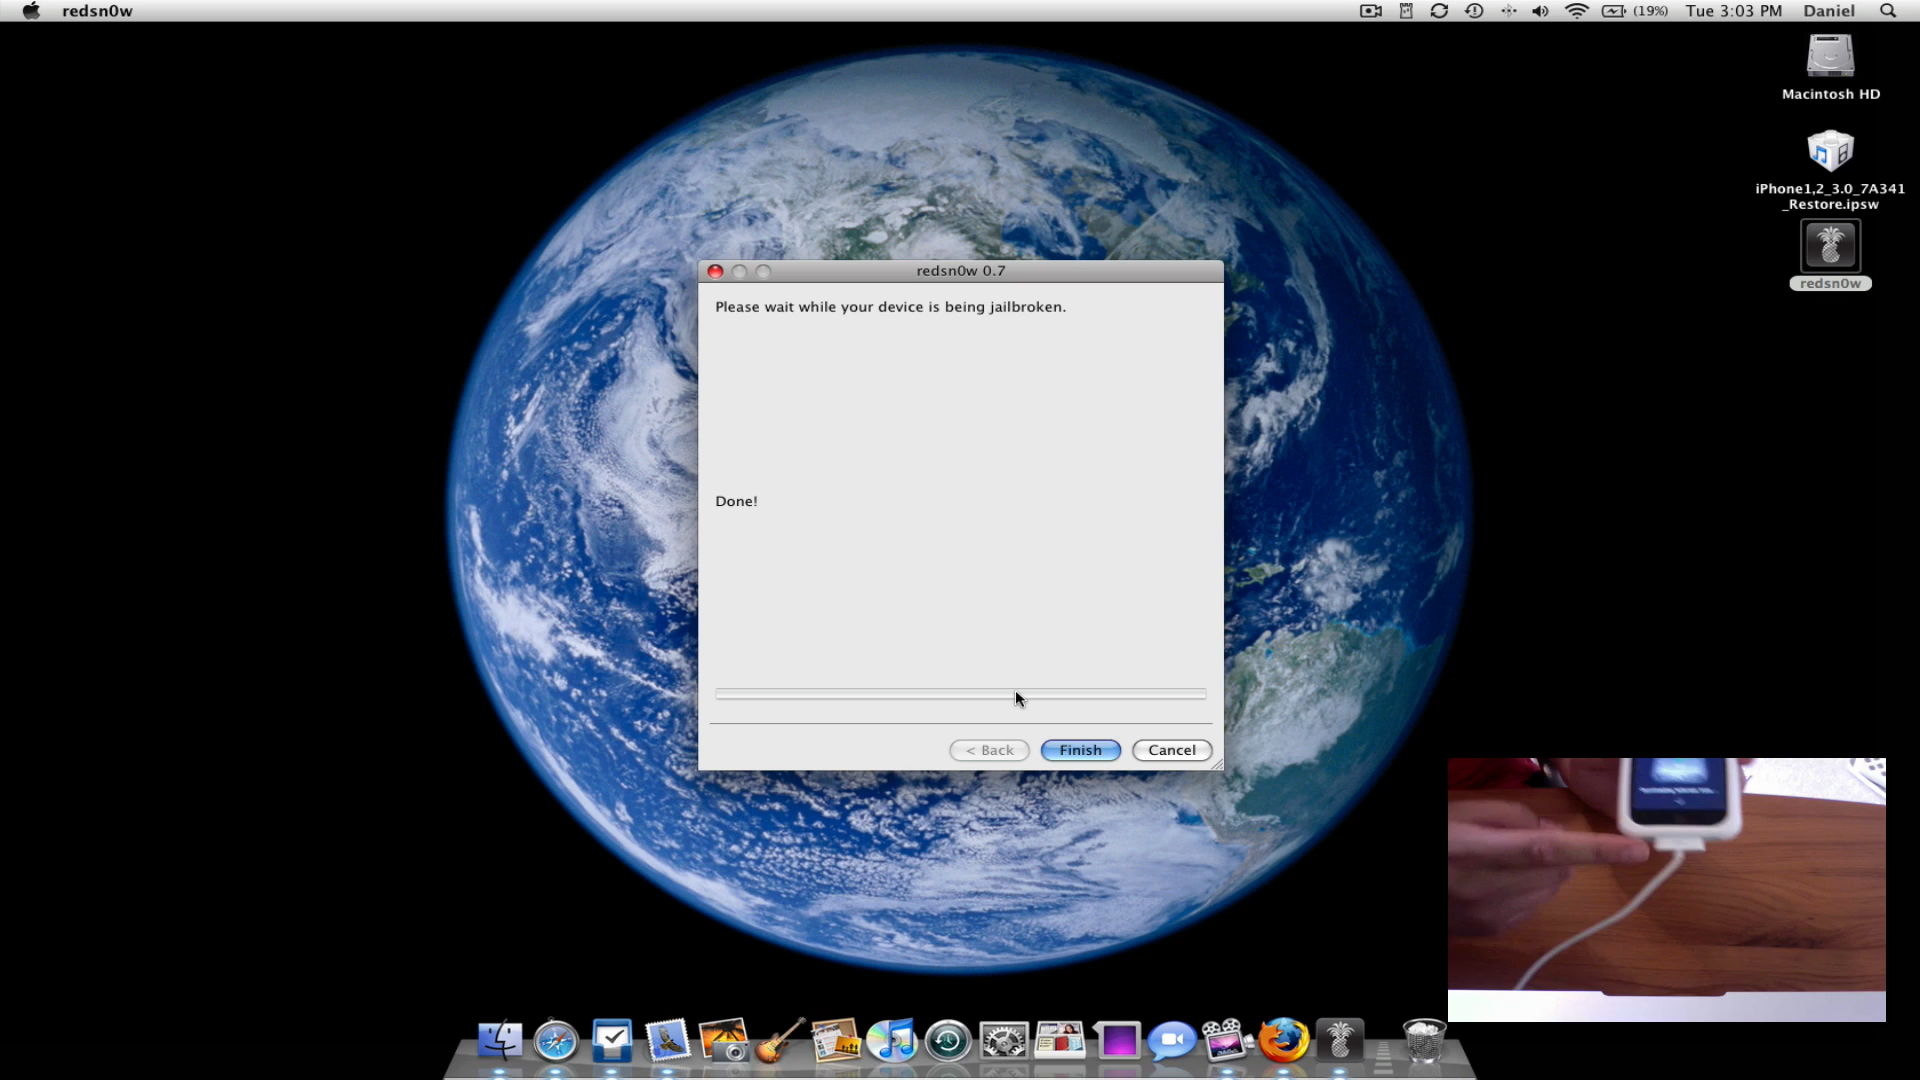 redsn0w
(19%) Tue 3:03 PM Daniel
Macintosh HD
iPhone1,2_3.0_7A341
_Restore.ipsw
redsn0w
redsn0w 0.7
Please wait while your device is being jailbroken.
Done!
< Back Finish Cancel